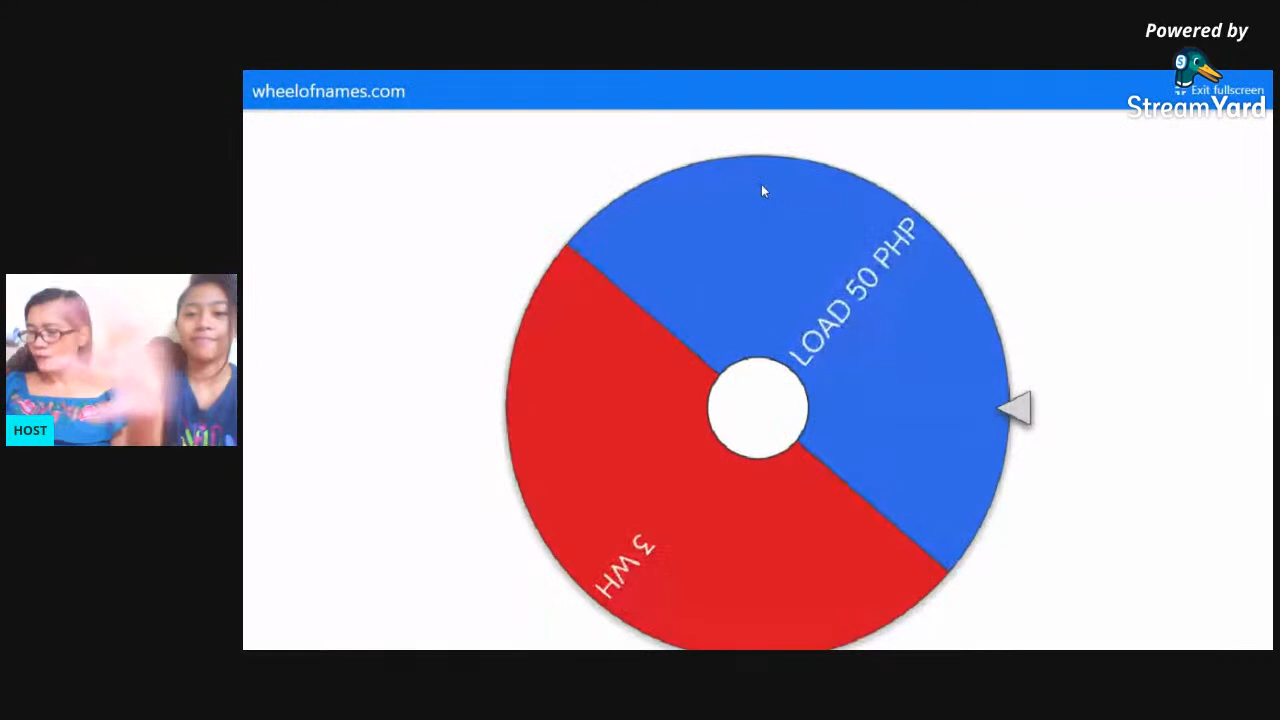 Powered by
StreamYard
wheelofnames.com
Exit fullscreen
LOAD 50 PHP
3 WH
HOST